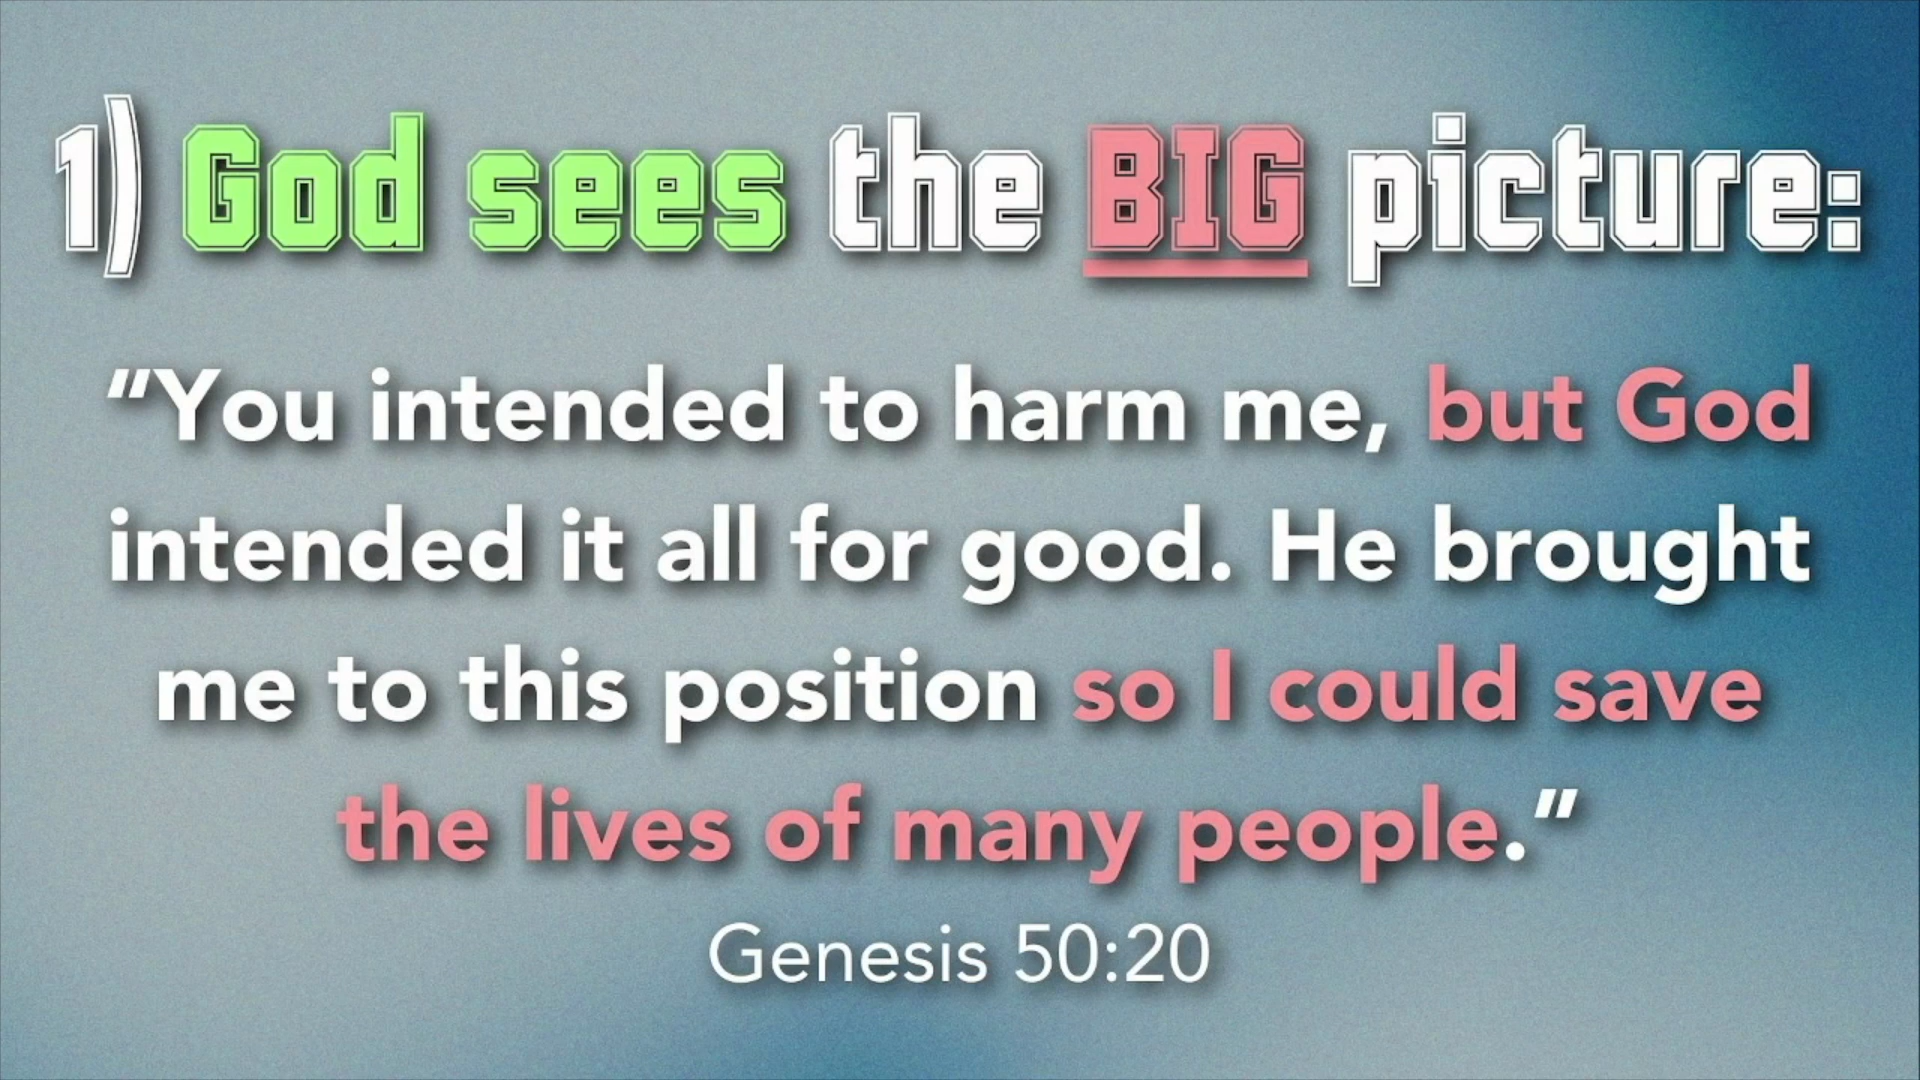 1) God sees the BIG picture:
“You intended to harm me, but God
intended it all for good. He brought
me to this position so I could save
the lives of many people.”
Genesis 50:20